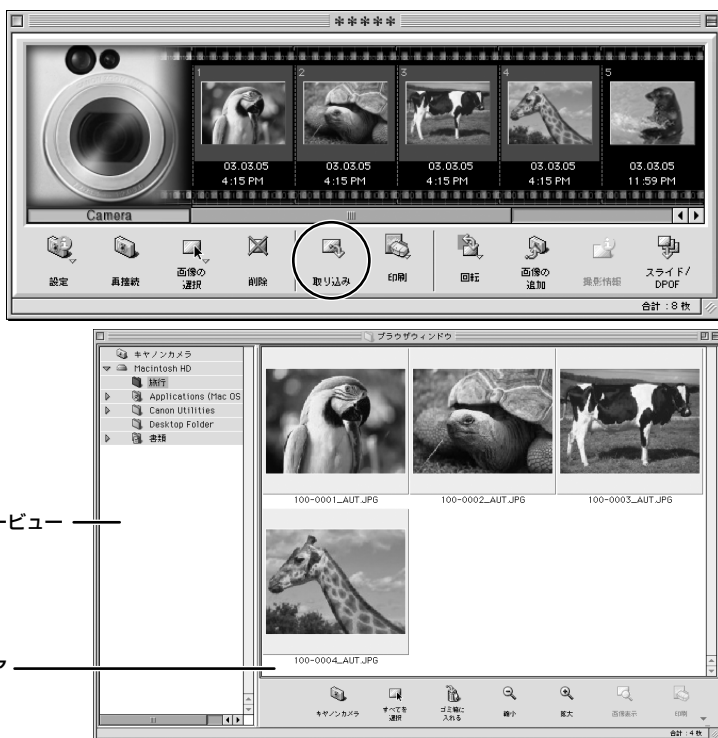 *****
1 2 3 4 5
03.03.05 03.03.05 03.03.05 03.03.05 03.03.05
4:15 PM 4:15 PM 4:15 PM 4:15 PM 11:59 PM
Camera
設定 再接続 画像の選択 削除 取り込み 印刷 回転 画像の追加 撮影情報 スライド/DPOF
合計:8 枚
ブラウザウィンドウ
キヤノンカメラ
Macintosh HD
旅行
Applications (Mac OS
Canon Utilities
Desktop Folder
書類
100-0001_AUT.JPG 100-0002_AUT.JPG 100-0003_AUT.JPG
ービュー
100-0004_AUT.JPG
ア
キヤノンカメラ すべてを選択 ゴミ箱に入れる 縮小 拡大 画像表示 印刷
合計:4 枚